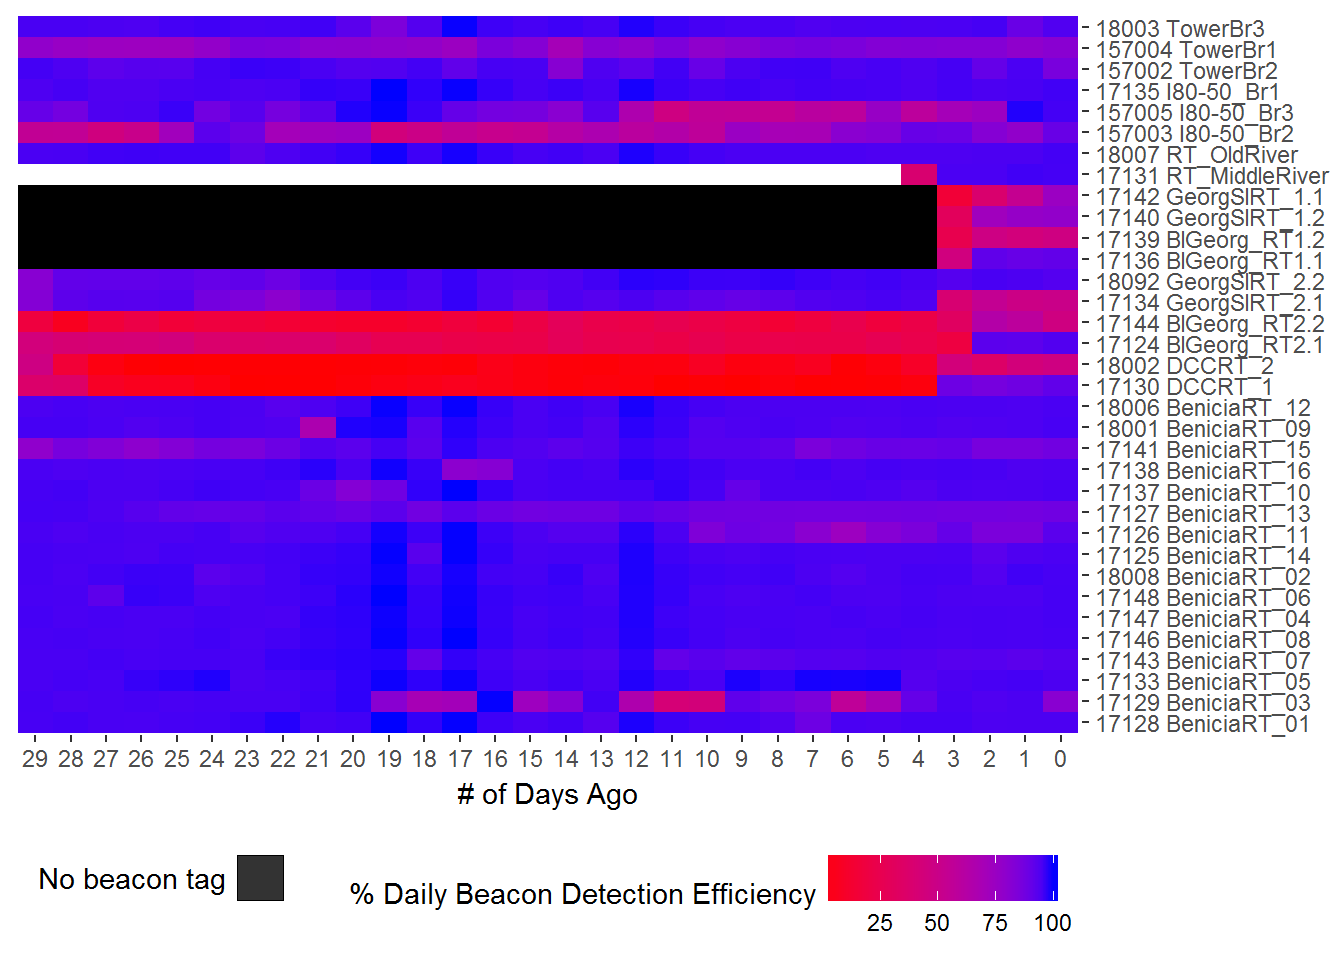 18003 TowerBr3
157004 TowerBr1
157002 TowerBr2
17135 I80-50_Br1
157005 I80-50_Br3
157003 I80-50_Br2
18007 RT_OldRiver
17131 RT_MiddleRiver
17142 GeorgSlRT_1.1
17140 GeorgSlRT_1.2
17139 BlGeorg_RT1.2
17136 BlGeorg_RT1.1
18092 GeorgSlRT_2.2
17134 GeorgSlRT_2.1
17144 BlGeorg_RT2.2
17124 BlGeorg_RT2.1
18002 DCCRT_2
17130 DCCRT_1
18006 BeniciaRT_12
18001 BeniciaRT_09
17141 BeniciaRT_15
17138 BeniciaRT_16
17137 BeniciaRT_10
17127 BeniciaRT_13
17126 BeniciaRT_11
17125 BeniciaRT_14
18008 BeniciaRT_02
17148 BeniciaRT_06
17147 BeniciaRT_04
17146 BeniciaRT_08
17143 BeniciaRT_07
17133 BeniciaRT_05
17129 BeniciaRT_03
17128 BeniciaRT_01
29 28 27 26 25 24 23 22 21 20 19 18 17 16 15 14 13 12 11 10 9 8 7 6 5 4 3 2 1 0
# of Days Ago
No beacon tag
% Daily Beacon Detection Efficiency
25 50 75 100